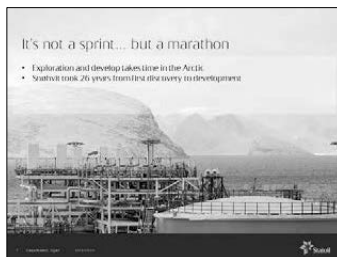 It's not a sprint... but a marathon
• Exploration and develop takes time in the Arctic
• Snøhvit took 26 years from first discovery to development
Statoil